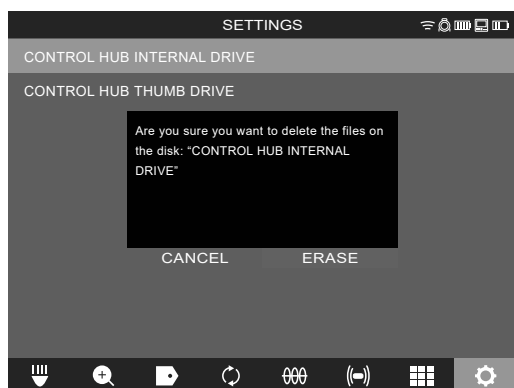 SETTINGS
CONTROL HUB INTERNAL DRIVE
CONTROL HUB THUMB DRIVE
Are you sure you want to delete the files on
the disk: “CONTROL HUB INTERNAL
DRIVE”
CANCEL ERASE